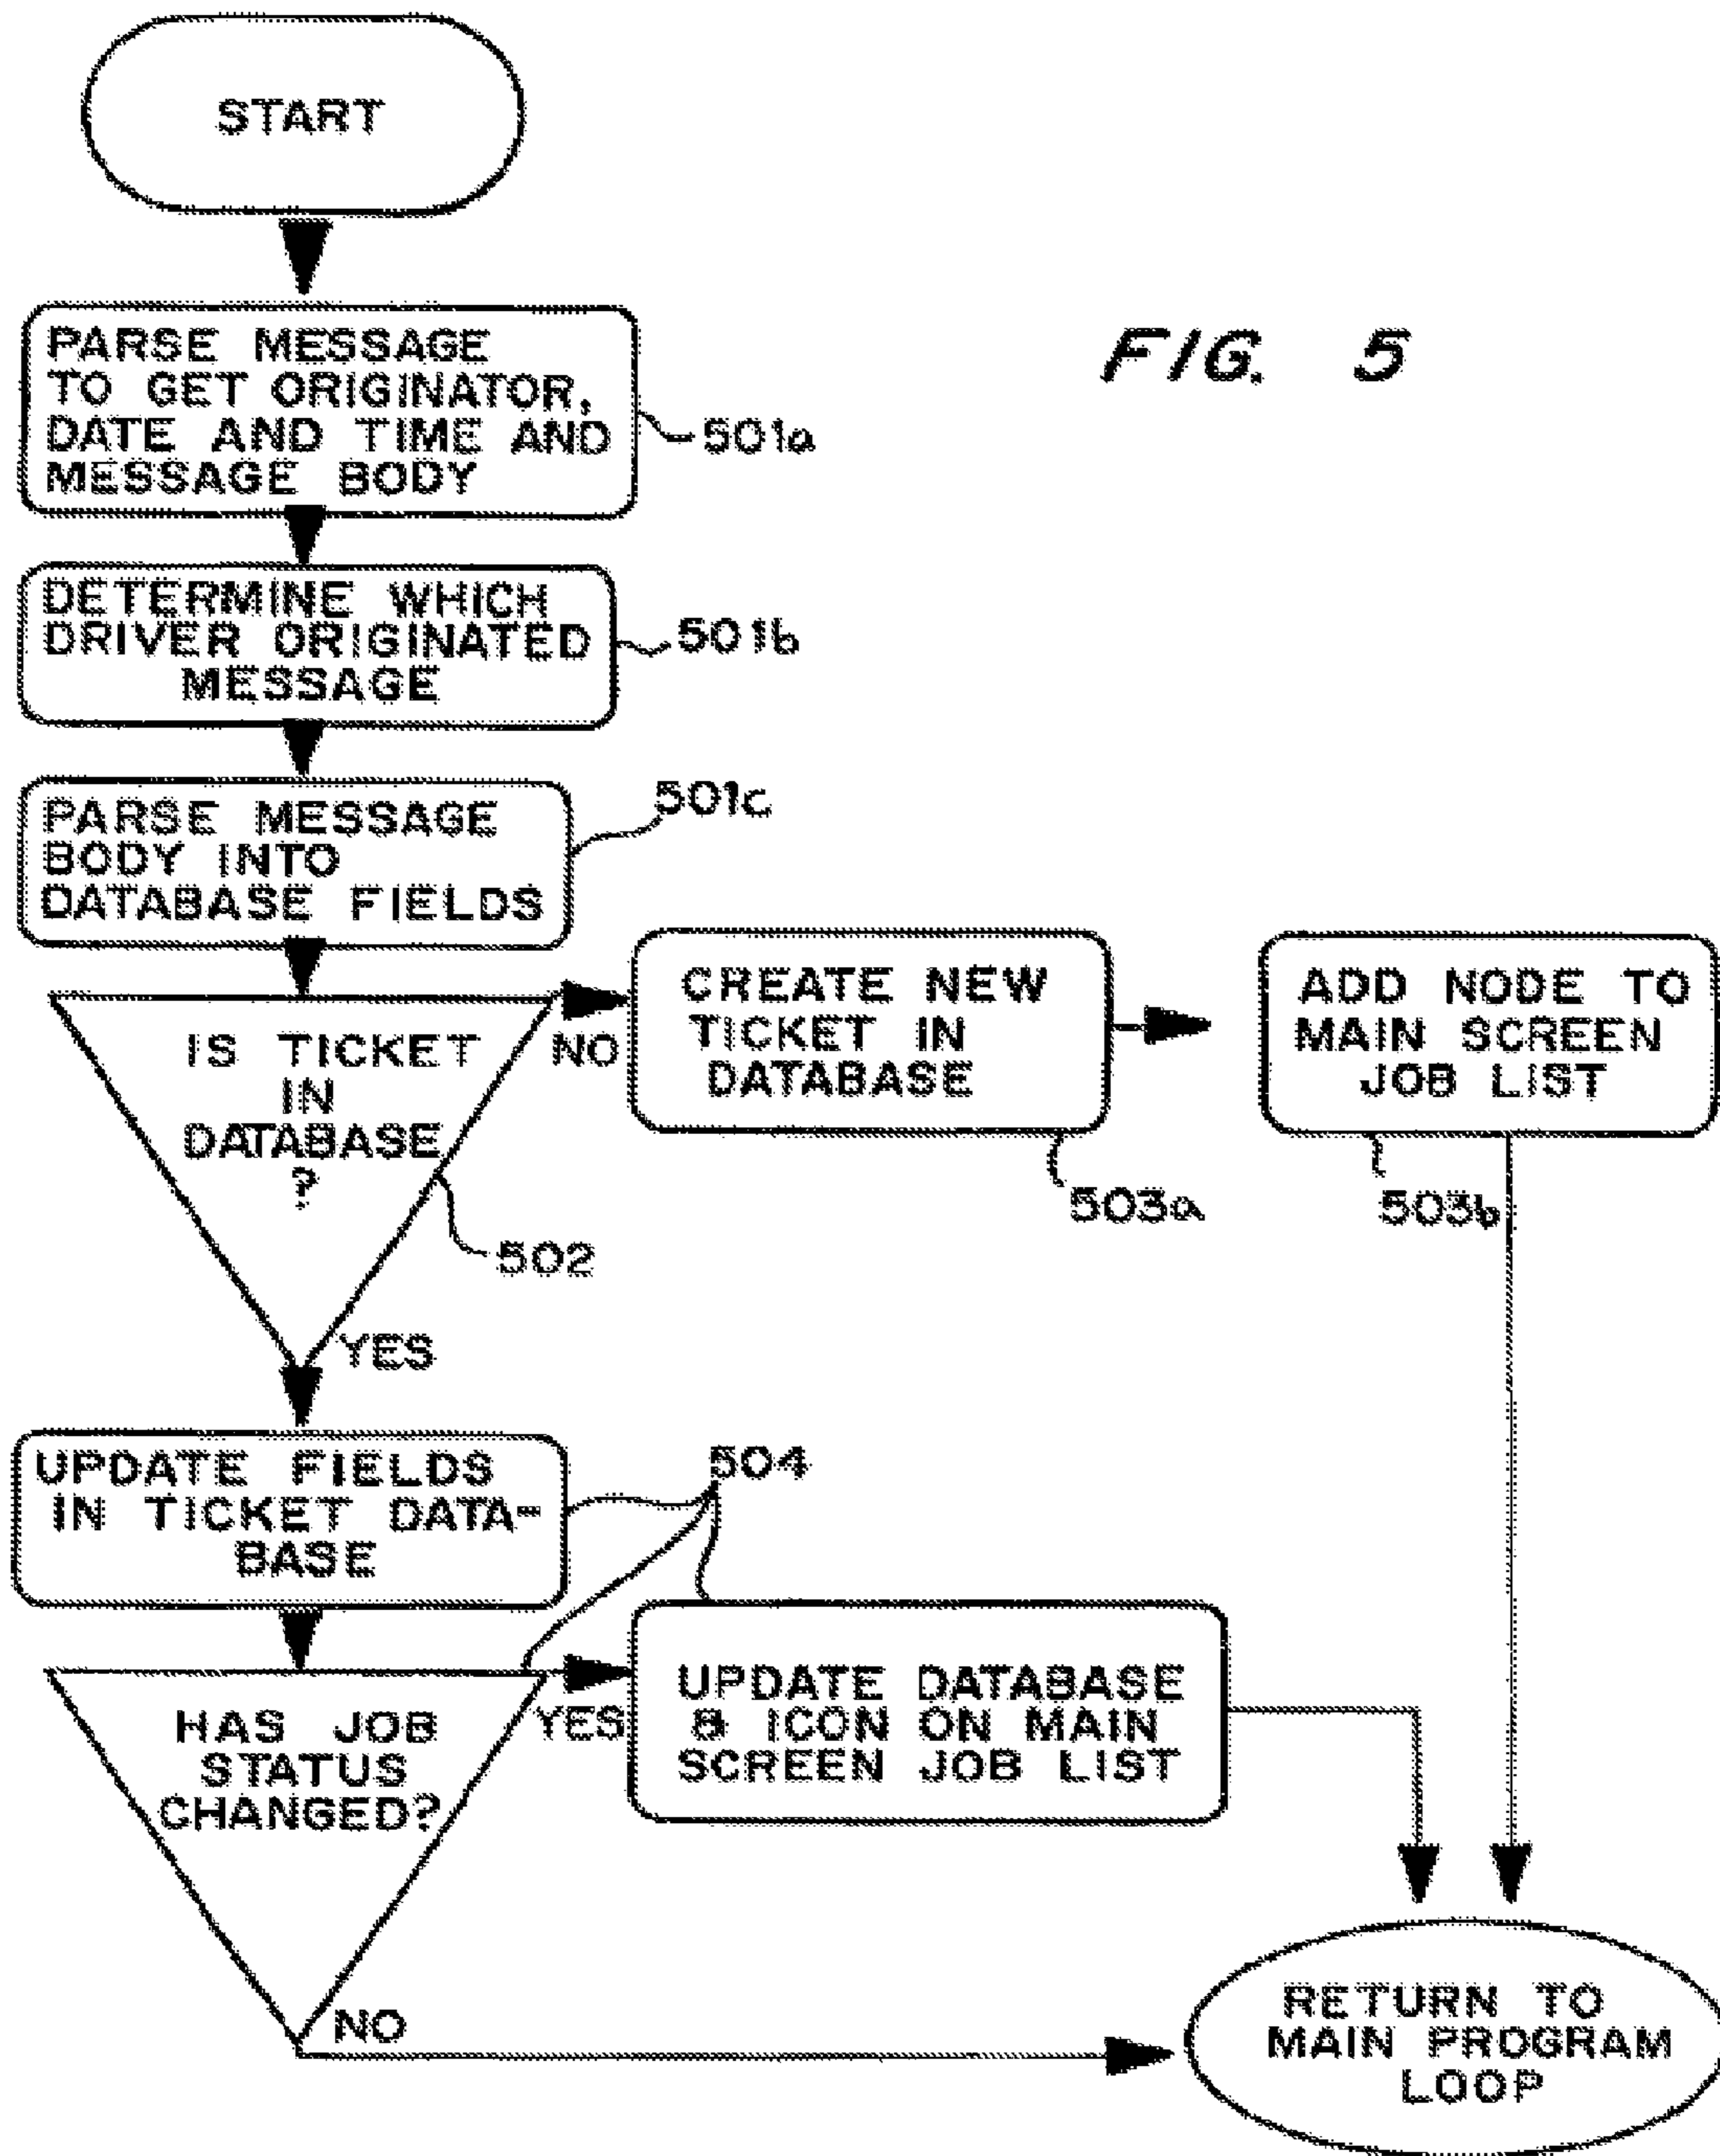 START
FIG. 5
PARSE MESSAGE
TO GET ORIGINATOR,
DATE AND TIME AND
MESSAGE BODY
501a
DETERMINE WHICH
DRIVER ORIGINATED
MESSAGE
501b
PARSE MESSAGE
BODY INTO
DATABASE FIELDS
501c
IS TICKET
IN
DATABASE
?
502
NO
CREATE NEW
TICKET IN
DATABASE
503a
ADD NODE TO
MAIN SCREEN
JOB LIST
503b
YES
UPDATE FIELDS
IN TICKET DATA-
BASE
504
HAS JOB
STATUS
CHANGED?
YES
UPDATE DATABASE
& ICON ON MAIN
SCREEN JOB LIST
NO
RETURN TO
MAIN PROGRAM
LOOP